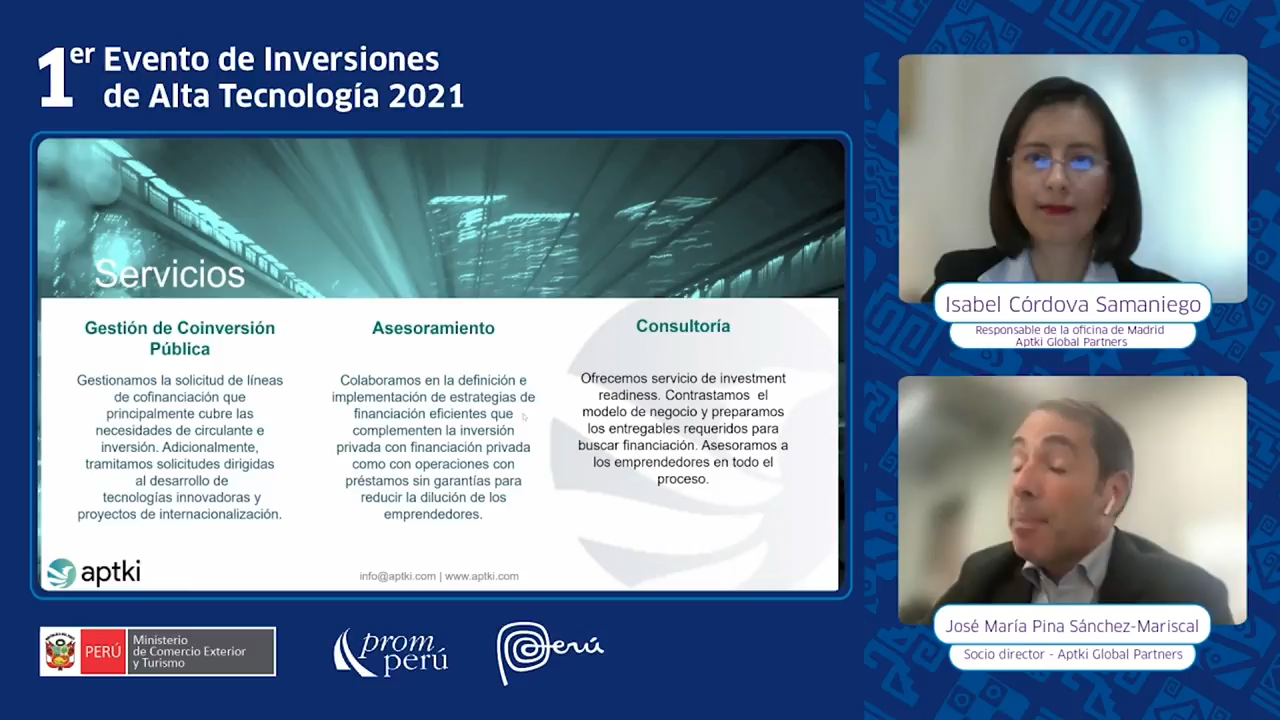 1er Evento de Inversiones
de Alta Tecnología 2021
Servicios
Gestión de Coinversión
Pública
Gestionamos la solicitud de líneas
de cofinanciación que
principalmente cubre las
necesidades de circulante e
inversión. Adicionalmente,
tramitamos solicitudes dirigidas
al desarrollo de
tecnologías innovadoras y
proyectos de internacionalización.
Asesoramiento
Colaboramos en la definición e
implementación de estrategias de
financiación eficientes que
complementen la inversión
privada con financiación privada
como con operaciones con
préstamos sin garantías para
reducir la dilución de los
emprendedores.
Consultoría
Ofrecemos servicio de investment
readiness. Contrastamos el
modelo de negocio y preparamos
los entregables requeridos para
buscar financiación. Asesoramos a
los emprendedores en todo el
proceso.
aptki
info@aptki.com | www.aptki.com
Isabel Córdova Samaniego
Responsable de la oficina de Madrid
Aptki Global Partners
José María Pina Sánchez-Mariscal
Socio director - Aptki Global Partners
PERÚ
Ministerio
de Comercio Exterior
y Turismo
prom
perú
Perú